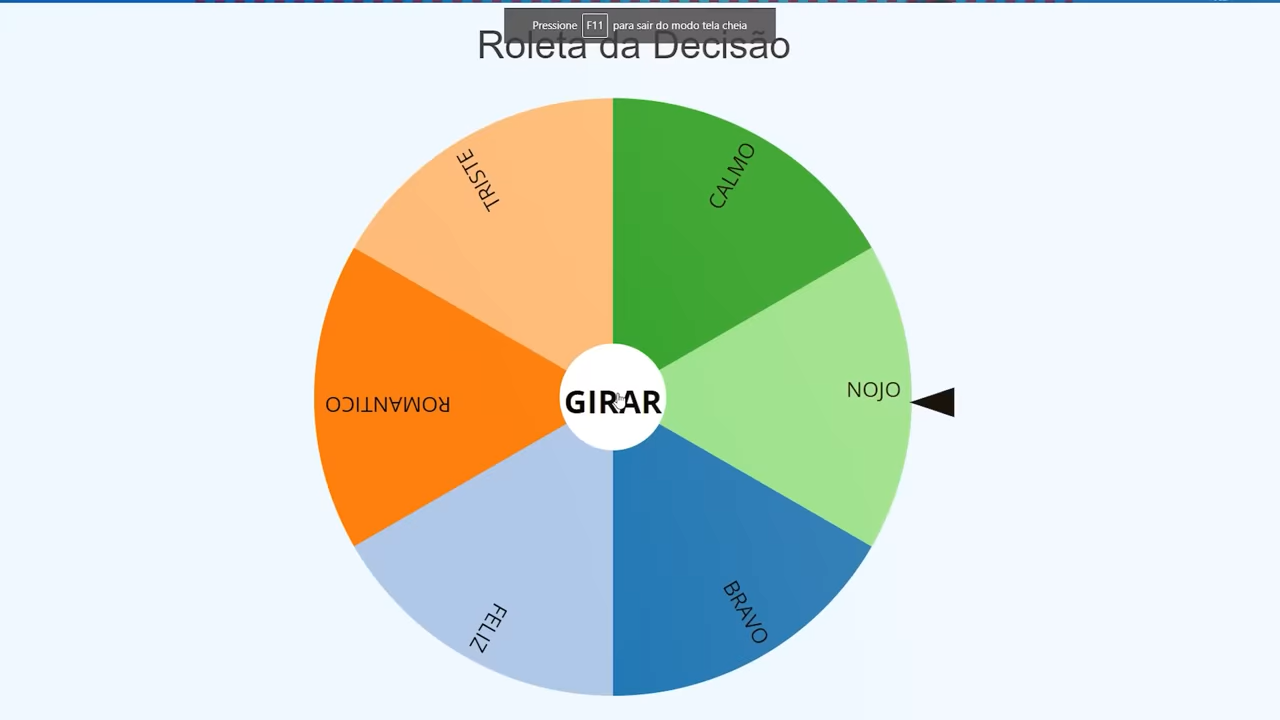 Pressione F11 para sair do modo tela cheia
Roleta da Decisão
TRISTE
CALMO
ROMANTICO
GIRAR
NOJO
FELIZ
BRAVO